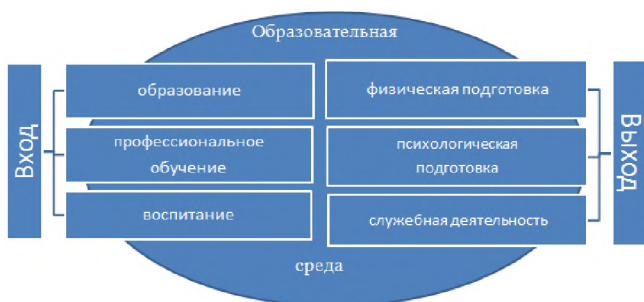 Образовательная
Вход
образование
физическая подготовка
профессиональное
обучение
психологическая
подготовка
воспитание
служебная деятельность
Выход
среда